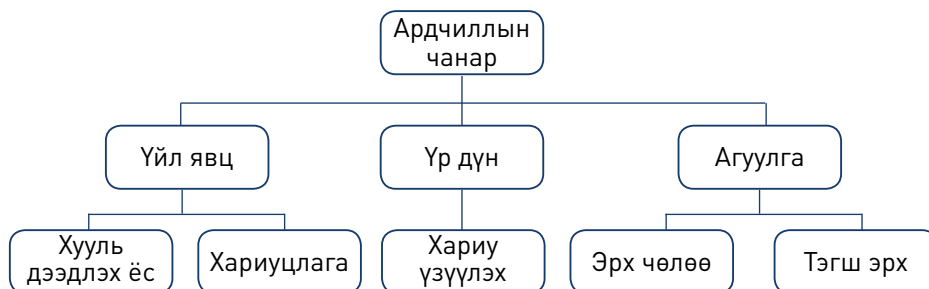 Ардчиллын
чанар
Үйл явц
Үр дүн
Агуулга
Хууль
дээдлэх ёс
Хариуцлага
Хариу
үзүүлэх
Эрх чөлөө
Тэгш эрх